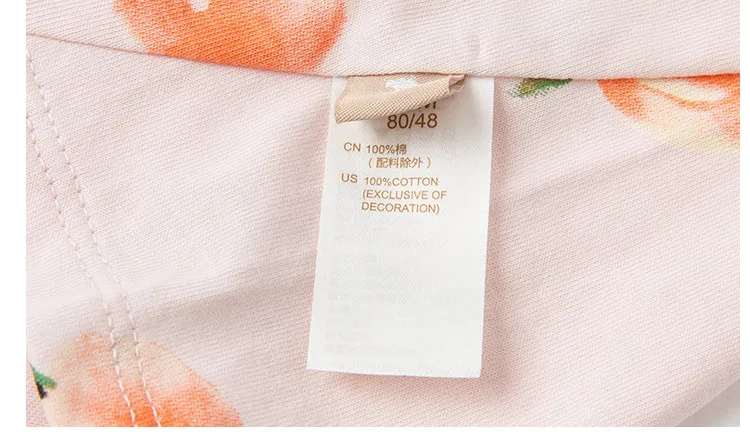 80/48
CN 100%棉
(配料除外)
US 100%COTTON
(EXCLUSIVE OF
DECORATION)